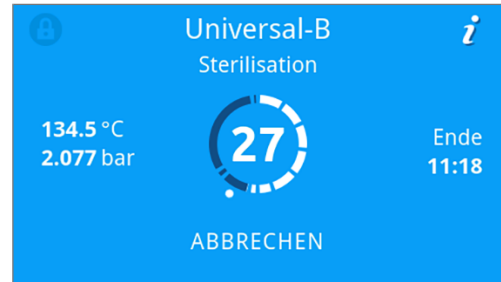 Universal-B
i
Sterilisation
134.5 °C
2.077 bar
27
Ende
11:18
ABBRECHEN